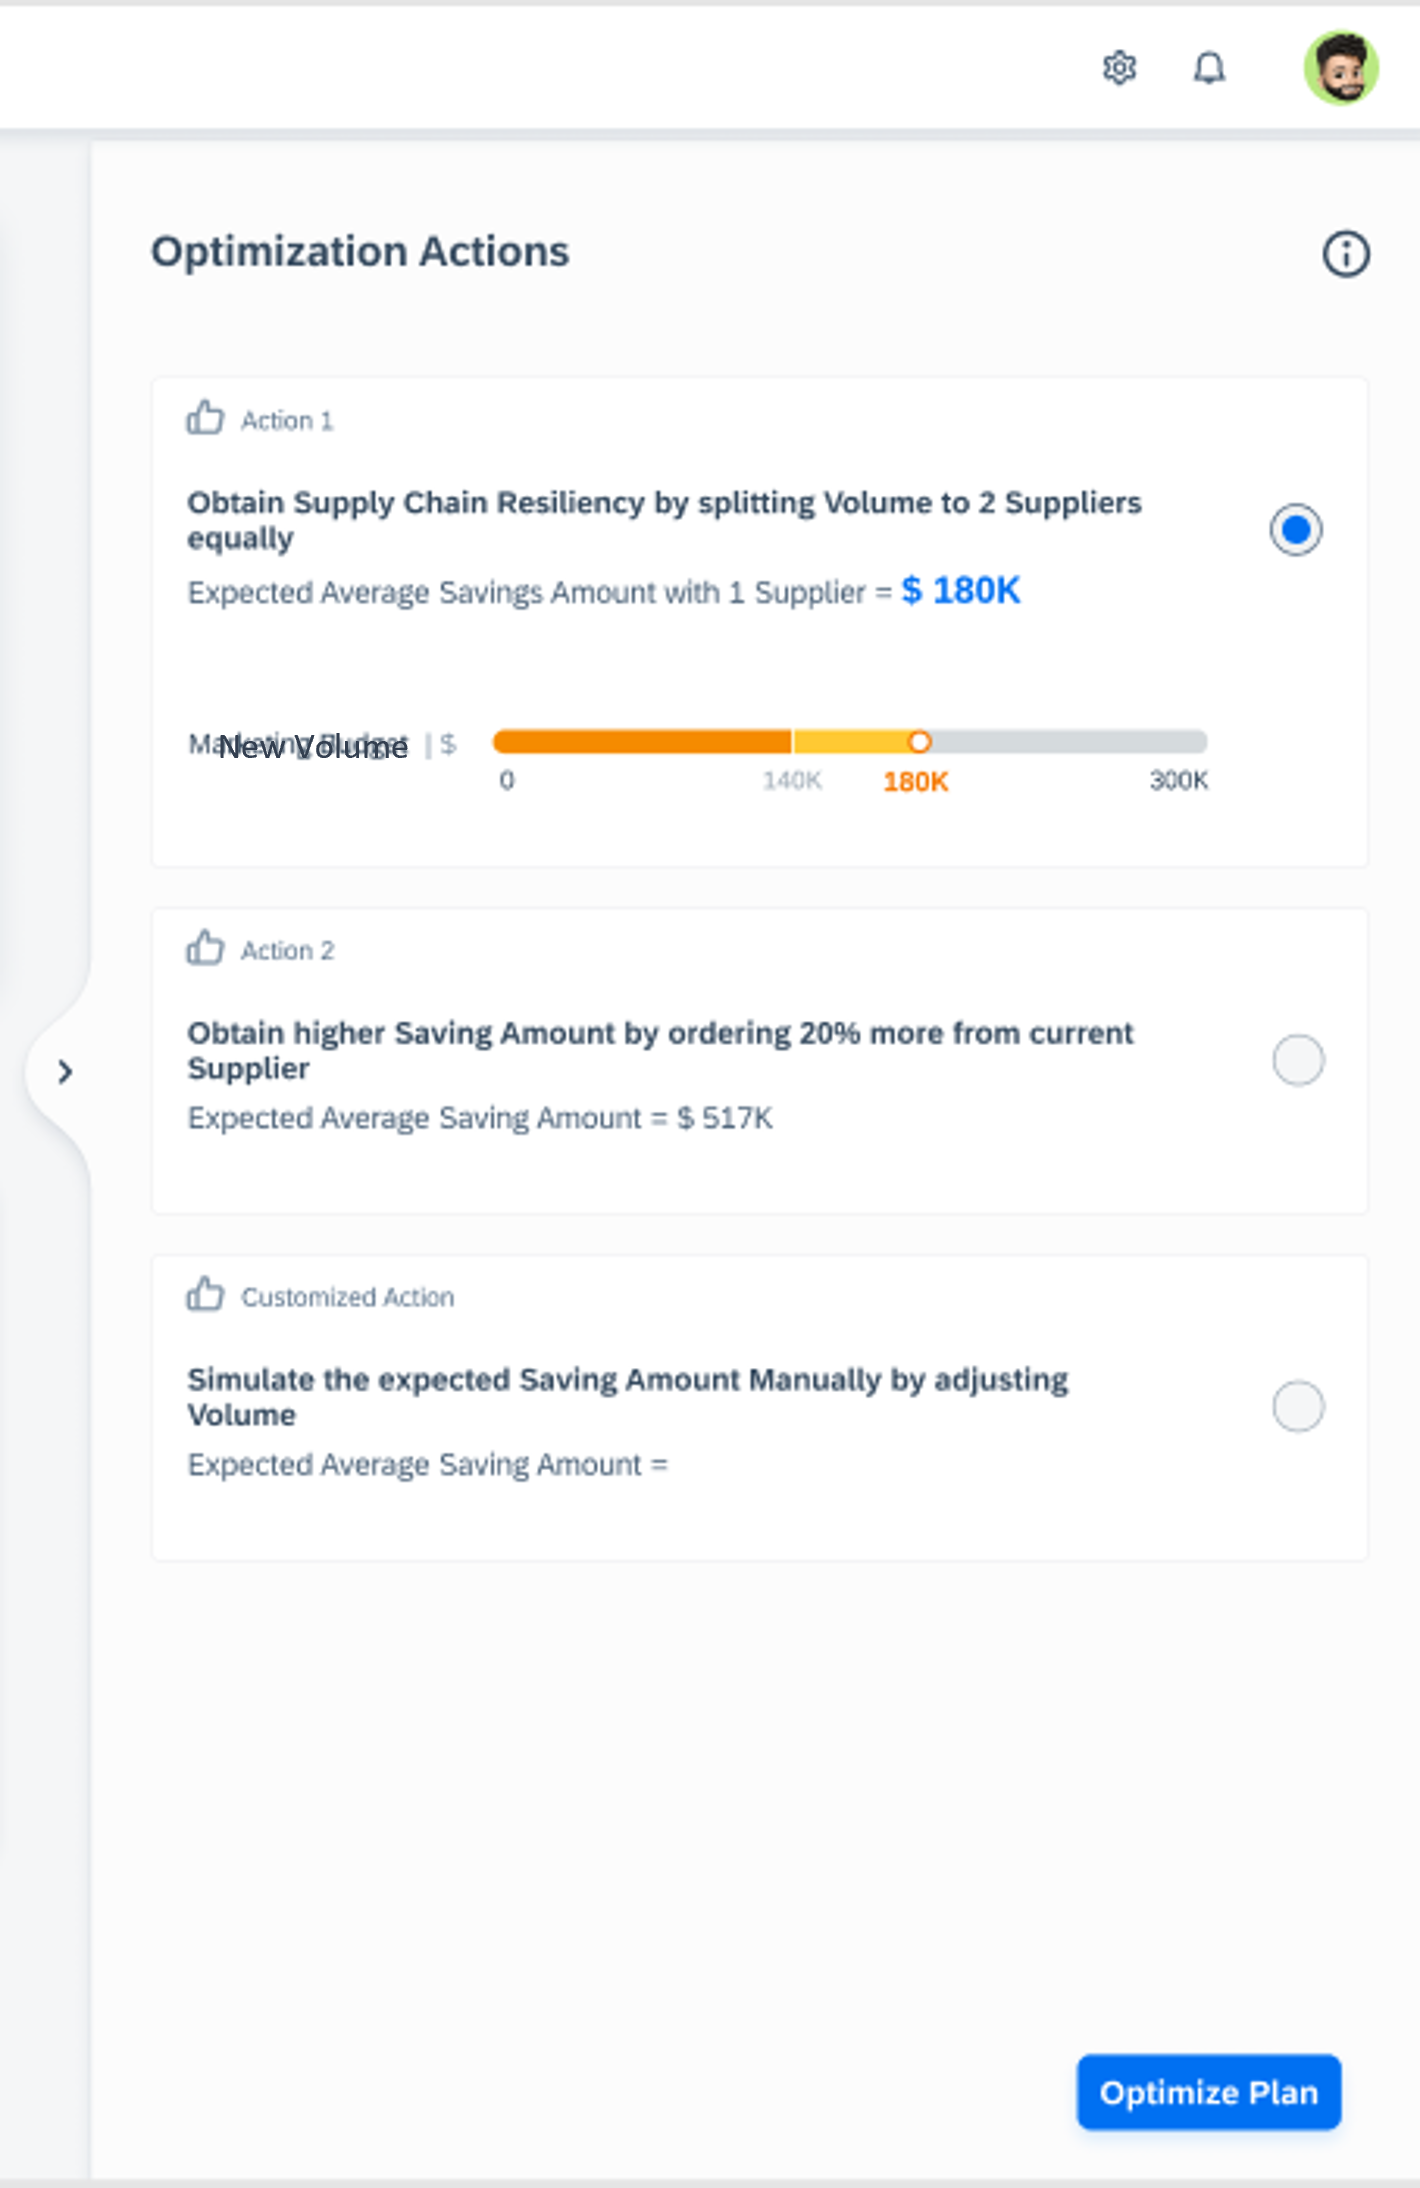 Optimization Actions
Action 1
Obtain Supply Chain Resiliency by splitting Volume to 2 Suppliers
equally
Expected Average Savings Amount with 1 Supplier = $ 180K
Marketing Budget | $
New Volume
0 140K 180K 300K
Action 2
Obtain higher Saving Amount by ordering 20% more from current
Supplier
Expected Average Saving Amount = $ 517K
Customized Action
Simulate the expected Saving Amount Manually by adjusting
Volume
Expected Average Saving Amount =
Optimize Plan